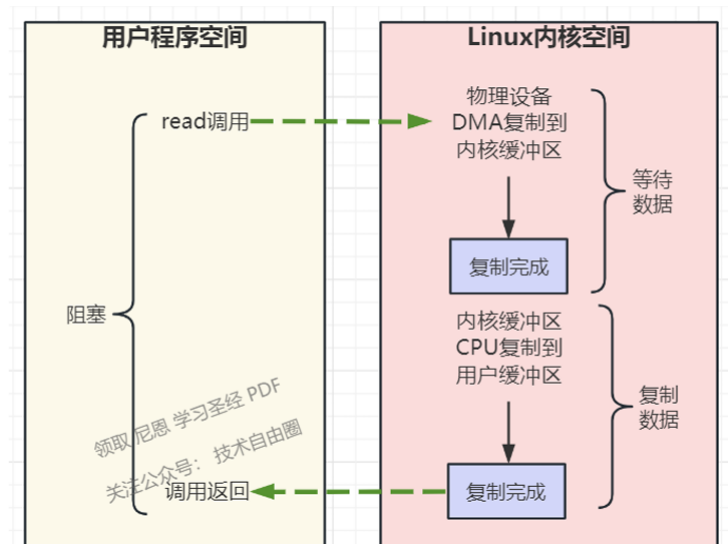 用户程序空间
Linux内核空间
read调用
物理设备
DMA复制到
内核缓冲区
等待
数据
复制完成
阻塞
内核缓冲区
CPU复制到
用户缓冲区
复制
数据
领取 尼恩 学习圣经 PDF
关注公众号： 技术自由圈
调用返回
复制完成